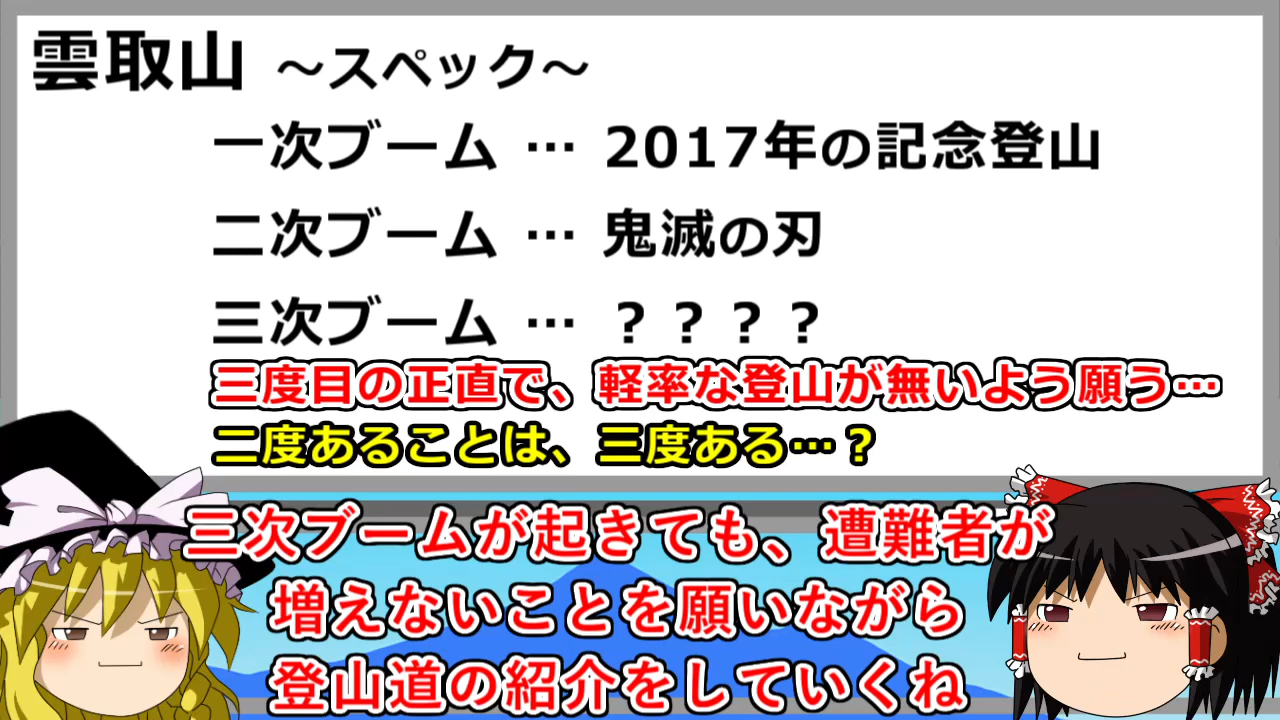 雲取山 ～スペック～
一次ブーム … 2017年の記念登山
二次ブーム … 鬼滅の刃
三次ブーム … ？？？？
三度目の正直で、軽率な登山が無いよう願う…
二度あることは、三度ある…？
三次ブームが起きても、遭難者が
増えないことを願いながら
登山道の紹介をしていくね